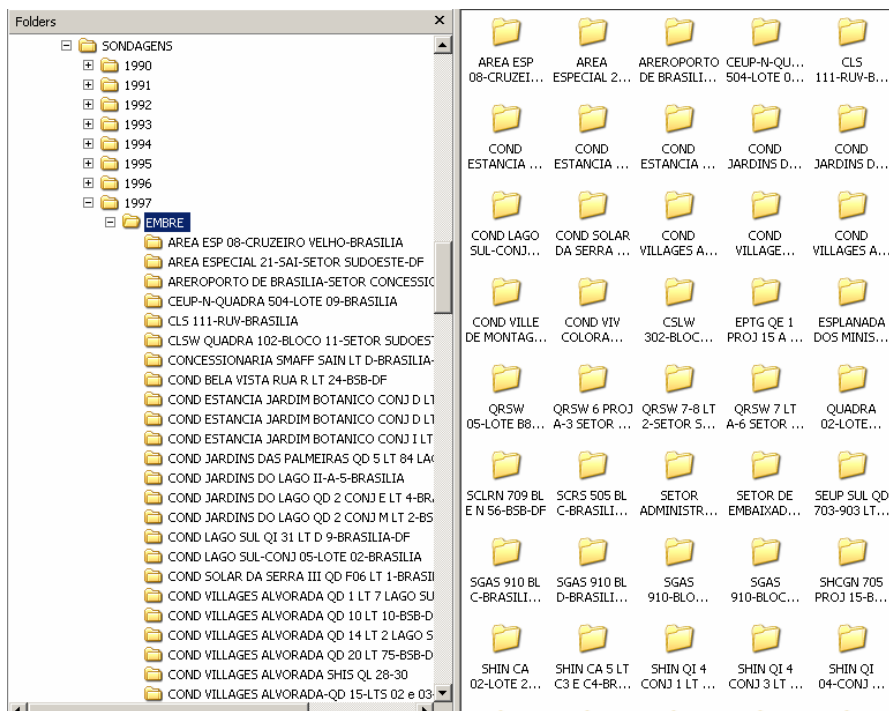 Folders
SONDAGENS
1990
1991
1992
1993
1994
1995
1996
1997
EMBRE
AREA ESP 08-CRUZEIRO VELHO-BRASILIA
AREA ESPECIAL 21-SAI-SETOR SUDOESTE-DF
AREROPORTO DE BRASILIA-SETOR CONCESSIC
CEUP-N-QUADRA 504-LOTE 09-BRASILIA
CLS 111-RUV-BRASILIA
CLSW QUADRA 102-BLOCO 11-SETOR SUDOEST
CONCESSIONARIA SMAFF SAIN LT D-BRASILIA-
COND BELA VISTA RUA R LT 24-BSB-DF
COND ESTANCIA JARDIM BOTANICO CONJ D LT
COND ESTANCIA JARDIM BOTANICO CONJ D LT
COND ESTANCIA JARDIM BOTANICO CONJ I LT
COND JARDINS DAS PALMEIRAS QD 5 LT 84 LAG
COND JARDINS DO LAGO II-A-5-BRASILIA
COND JARDINS DO LAGO QD 2 CONJ E LT 4-BR
COND JARDINS DO LAGO QD 2 CONJ M LT 2-BS
COND LAGO SUL QI 31 LT D 9-BRASILIA-DF
COND LAGO SUL-CONJ 05-LOTE 02-BRASILIA
COND SOLAR DA SERRA III QD F06 LT 1-BRASII
COND VILLAGES ALVORADA QD 1 LT 7 LAGO SU
COND VILLAGES ALVORADA QD 10 LT 10-BSB-D
COND VILLAGES ALVORADA QD 14 LT 2 LAGO S
COND VILLAGES ALVORADA QD 20 LT 75-BSB-D
COND VILLAGES ALVORADA SHIS QL 28-30
COND VILLAGES ALVORADA-QD 15-LTS 02 e 03-
AREA ESP 08-CRUZEI...
AREA ESPECIAL 2...
AREROPORTO DE BRASILI...
CEUP-N-QU... 504-LOTE 0...
CLS 111-RUV-B...
COND ESTANCIA ...
COND ESTANCIA ...
COND ESTANCIA ...
COND JARDINS D...
COND JARDINS D...
COND LAGO SUL-CONJ...
COND SOLAR DA SERRA ...
COND VILLAGES A...
COND VILLAGE...
COND VILLAGES A...
COND VILLE DE MONTAG...
COND VIV COLORA...
CSLW 302-BLOC...
EPTG QE 1 PROJ 15 A ...
ESPLANADA DOS MINIS...
QRSW 05-LOTE B8...
QRSW 6 PROJ A-3 SETOR ...
QRSW 7-8 LT 2-SETOR S...
QRSW 7 LT A-6 SETOR ...
QUADRA 02-LOTE...
SCLRN 709 BL E N 56-BSB-DF
SCRS 505 BL C-BRASILI...
SETOR ADMINISTR...
SETOR DE EMBAIXAD...
SEUP SUL QD 703-903 LT...
SGAS 910 BL C-BRASILI...
SGAS 910 BL D-BRASILI...
SGAS 910-BLO...
SGAS 910-BLOC...
SHCGN 705 PROJ 15-B...
SHIN CA 02-LOTE 2...
SHIN CA 5 LT C3 E C4-BR...
SHIN QI 4 CONJ 1 LT ...
SHIN QI 4 CONJ 3 LT ...
SHIN QI 04-CONJ ...